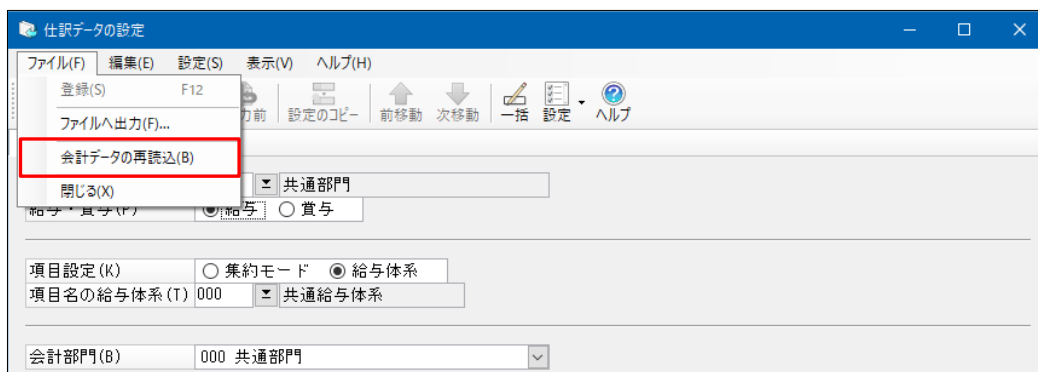 仕訳データの設定
ファイル(F) 編集(E) 設定(S) 表示(V) ヘルプ(H)
登録(S) F12
ファイルへ出力(F)...
会計データの再読込(B)
閉じる(X)
力前 設定のコピー 前移動 次移動 一括 設定 ヘルプ
共通部門
給与・賞与(P) 給与 賞与
項目設定(K) 集約モード 給与体系
項目名の給与体系(T) 000 共通給与体系
会計部門(B) 000 共通部門